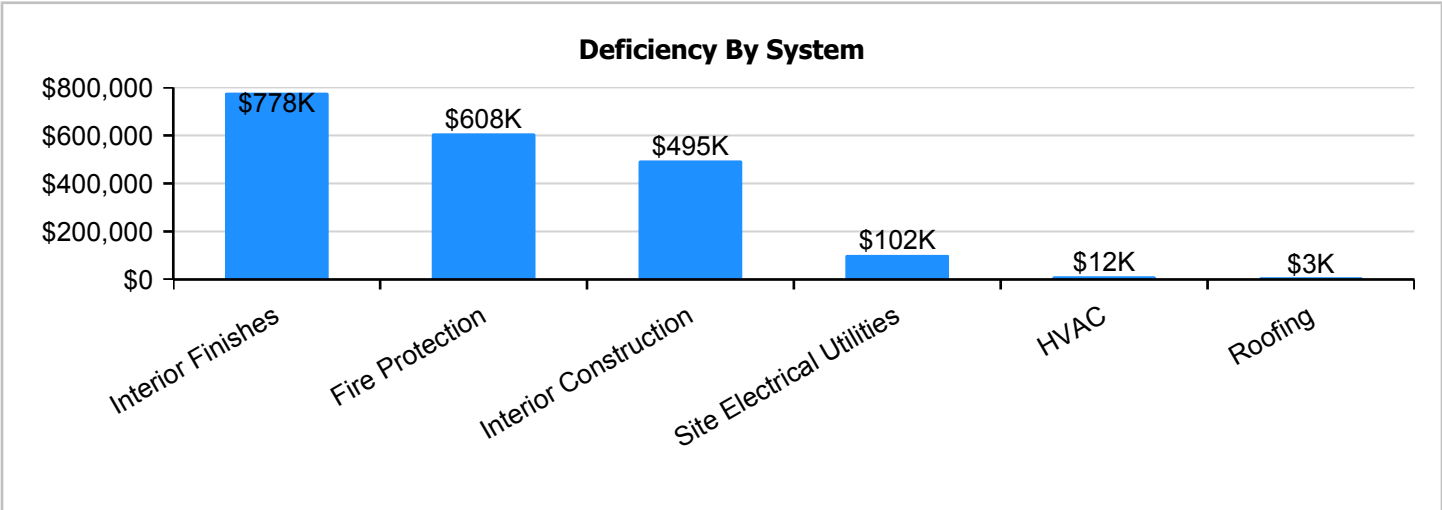 Deficiency By System
$800,000
$600,000
$400,000
$200,000
$0
$778K
$608K
$495K
$102K
$12K
$3K
Interior Finishes
Fire Protection
Interior Construction
Site Electrical Utilities
HVAC
Roofing